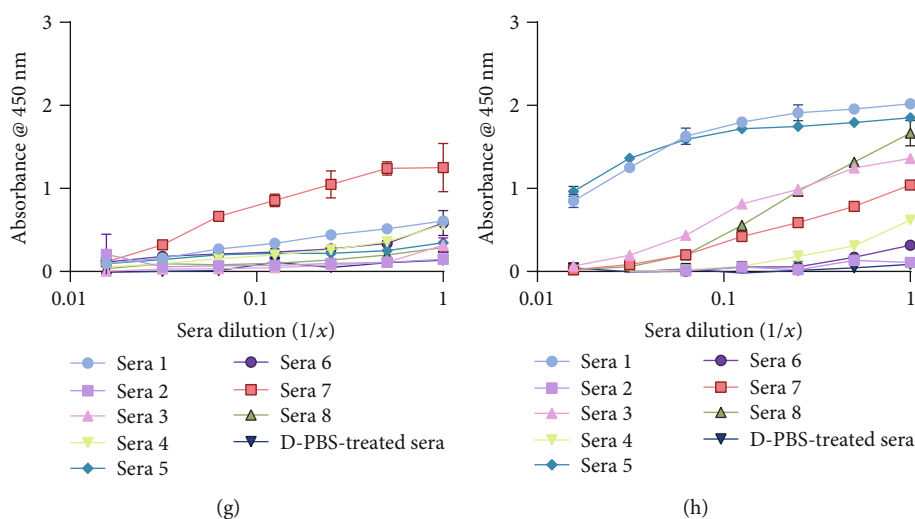 3
2
1
0
Absorbance @ 450 nm
0.01
0.1
1
Sera dilution (1/x)
Sera 1
Sera 2
Sera 3
Sera 4
Sera 5
Sera 6
Sera 7
Sera 8
D-PBS-treated sera
(g)
3
2
1
0
Absorbance @ 450 nm
0.01
0.1
1
Sera dilution (1/x)
Sera 1
Sera 2
Sera 3
Sera 4
Sera 5
Sera 6
Sera 7
Sera 8
D-PBS-treated sera
(h)